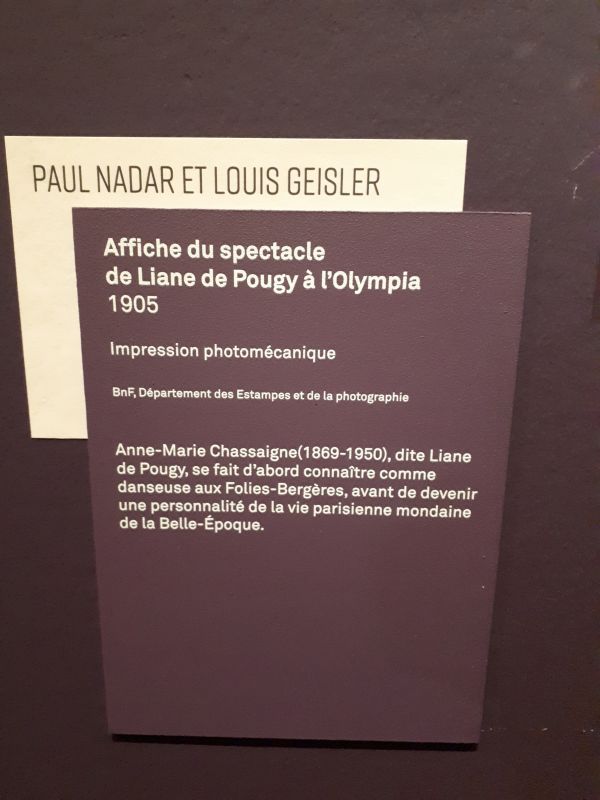 PAUL NADAR ET LOUIS GEISLER
Affiche du spectacle
de Liane de Pougy à l'Olympia
1905
Impression photomécanique
BnF, Département des Estampes et de la photographie
Anne-Marie Chassaigne(1869-1950), dite Liane
de Pougy, se fait d'abord connaître comme
danseuse aux Folies-Bergères, avant de devenir
une personnalité de la vie parisienne mondaine
de la Belle-Époque.